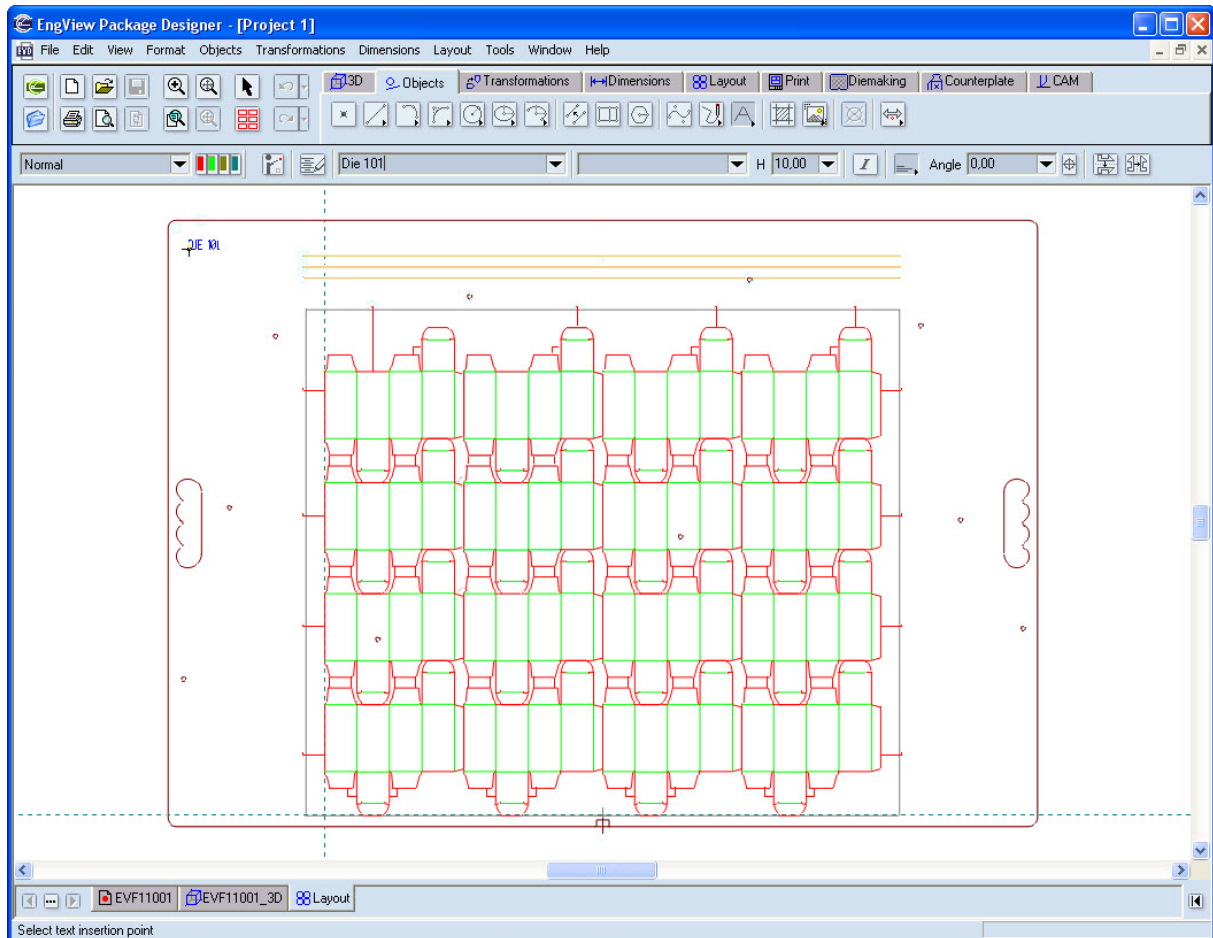 EngView Package Designer - [Project 1]
File Edit View Format Objects Transformations Dimensions Layout Tools Window Help
3D Objects Transformations Dimensions Layout Print Diemaking Counterplate CAM
Normal Die 101 H 10,00 I Angle 0,00
DIE 101
EVF11001 EVF11001_3D Layout
Select text insertion point